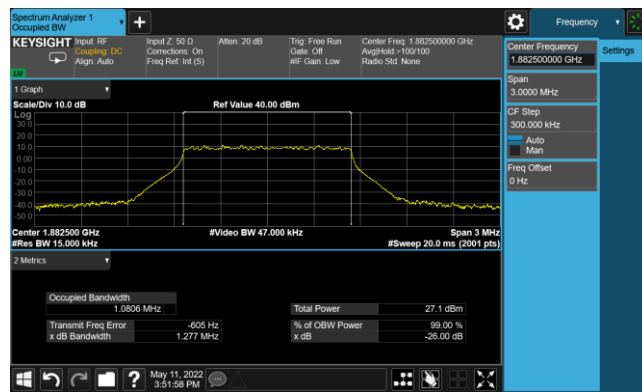 Spectrum Analyzer 1
Occupied BW
Frequency
KEYSIGHT
Input: RF
Coupling: DC
Align: Auto
Input Z: 50 Ω
Corrections: On
Freq Ref: Int (S)
Atten: 20 dB
Trig: Free Run
Gate: Off
#IF Gain: Low
Center Freq: 1.882500000 GHz
Avg|Hold:>100/100
Radio Std: None
Center Frequency
1.882500000 GHz
Settings
Span
3.0000 MHz
CF Step
300.000 kHz
Auto
Man
Freq Offset
0 Hz
1 Graph
Scale/Div 10.0 dB
Ref Value 40.00 dBm
Log
30.0
20.0
10.0
0.00
-10.0
-20.0
-30.0
-40.0
-50.0
Center 1.882500 GHz
#Video BW 47.000 kHz
Span 3 MHz
#Res BW 15.000 kHz
#Sweep 20.0 ms (2001 pts)
2 Metrics
Occupied Bandwidth
1.0806 MHz
Total Power 27.1 dBm
Transmit Freq Error -605 Hz
% of OBW Power 99.00 %
x dB Bandwidth 1.277 MHz
x dB -26.00 dB
?
May 11, 2022
3:51:58 PM